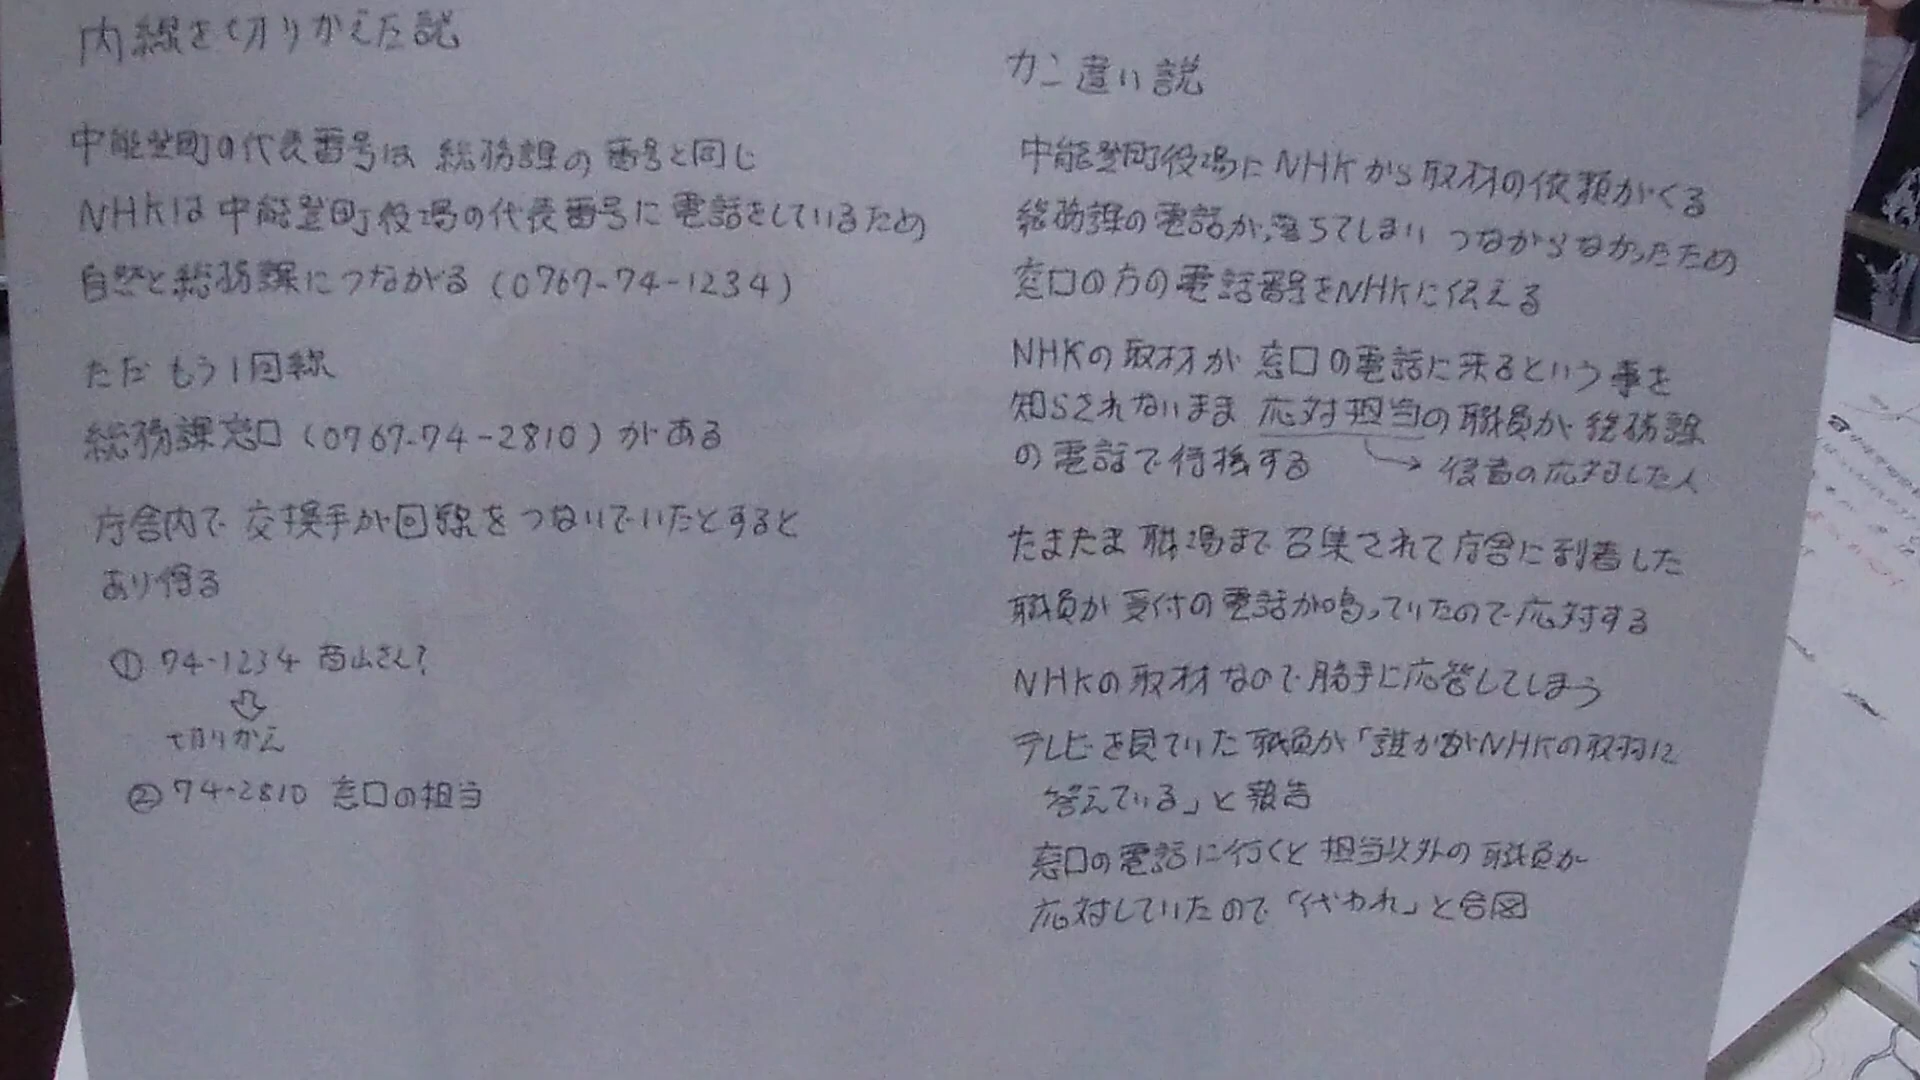 内線を切りかえた説
中能登町の代表番号は 総務課の番号と同じ
NHKは中能登町役場の代表番号に電話をしているため
自然と総務課につながる (0767-74-1234)
ただ もう1回線
総務課窓口 (0767-74-2810) がある
庁舎内で 交換手が回線をつないでいたとすると
あり得る
① 74-1234 西山さん?
切りかえ
② 74-2810 窓口の担当
カン違い説
中能登町役場にNHKから取材の依頼がくる
総務課の電話が落ちてしまい つながらなかったため
窓口の方の電話番号をNHKに伝える
NHKの取材が 窓口の電話に来るという事を
知らされないまま 応対担当の職員が総務課
の電話で待機する
→ 後者の応対した人
たまたま 職場まで召集されて庁舎に到着した
職員が受付の電話が鳴っていたので応対する
NHKの取材なので勝手に応答してしまう
テレビを見ていた職員が「誰かがNHKの取材に
答えている」と報告
窓口の電話に行くと担当以外の職員が
応対していたので「代われ」と合図